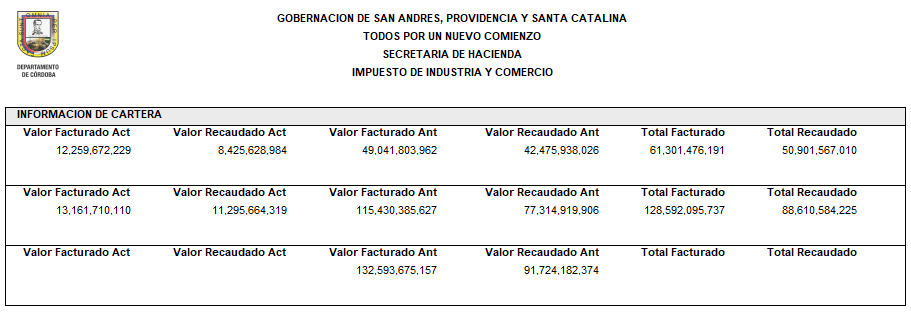 GOBERNACION DE SAN ANDRES, PROVIDENCIA Y SANTA CATALINA
TODOS POR UN NUEVO COMIENZO
SECRETARIA DE HACIENDA
IMPUESTO DE INDUSTRIA Y COMERCIO
DEPARTAMENTO
DE CÓRDOBA
INFORMACION DE CARTERA
Valor Facturado Act Valor Recaudado Act Valor Facturado Ant Valor Recaudado Ant Total Facturado Total Recaudado
12,259,672,229 8,425,628,984 49,041,803,962 42,475,938,026 61,301,476,191 50,901,567,010
Valor Facturado Act Valor Recaudado Act Valor Facturado Ant Valor Recaudado Ant Total Facturado Total Recaudado
13,161,710,110 11,295,664,319 115,430,385,627 77,314,919,906 128,592,095,737 88,610,584,225
Valor Facturado Act Valor Recaudado Act Valor Facturado Ant Valor Recaudado Ant Total Facturado Total Recaudado
132,593,675,157 91,724,182,374